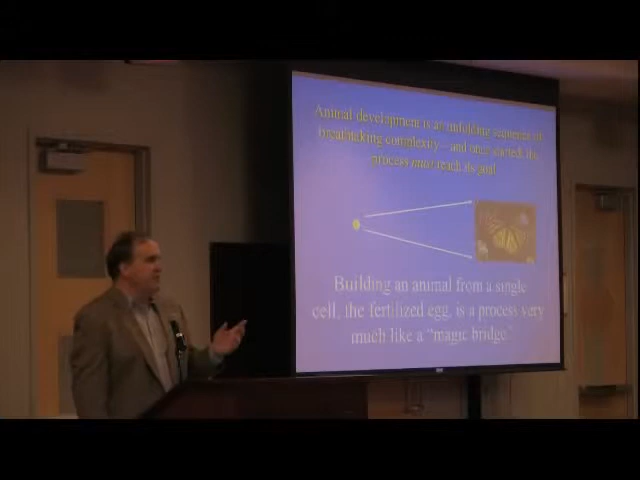 Animal development is an unfolding sequence of
breathtaking complexity—and once started, the
process must reach its goal.
Building an animal from a single
cell, the fertilized egg, is a process very
much like a “magic bridge.”